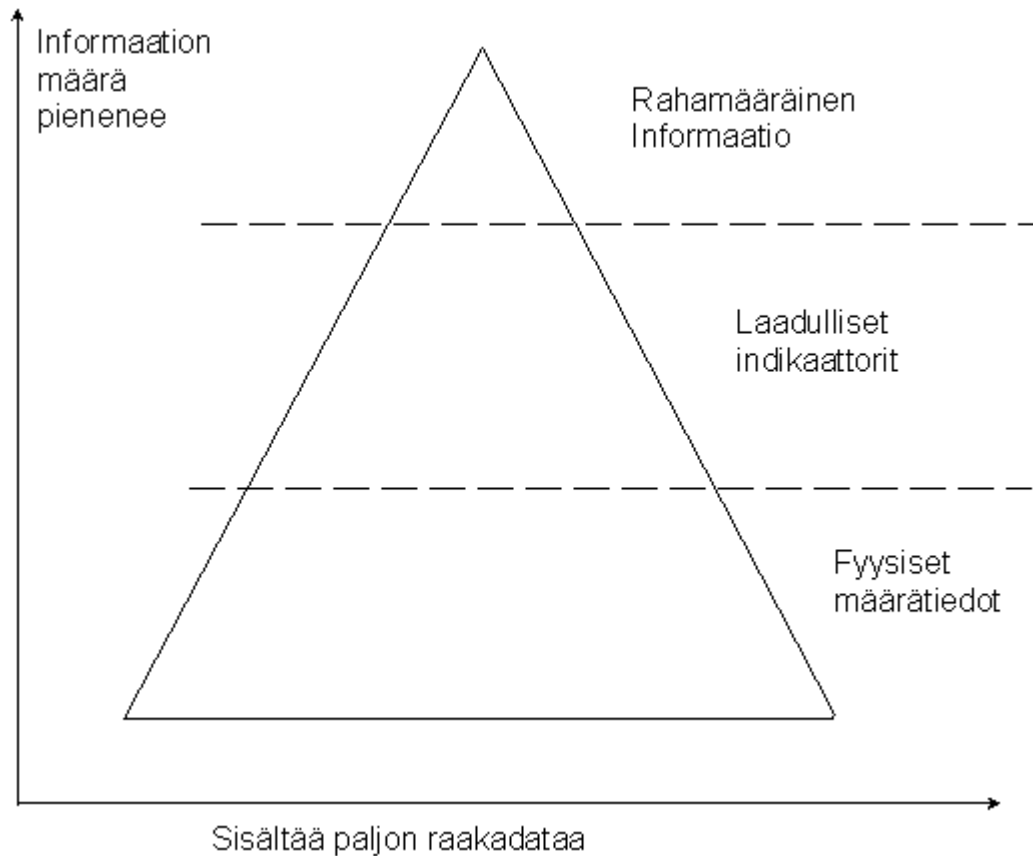 Informaation
määrä
pienenee
Rahamääräinen
Informaatio
Laadulliset
indikaattorit
Fyysiset
määrätiedot
Sisältää paljon raakadataa